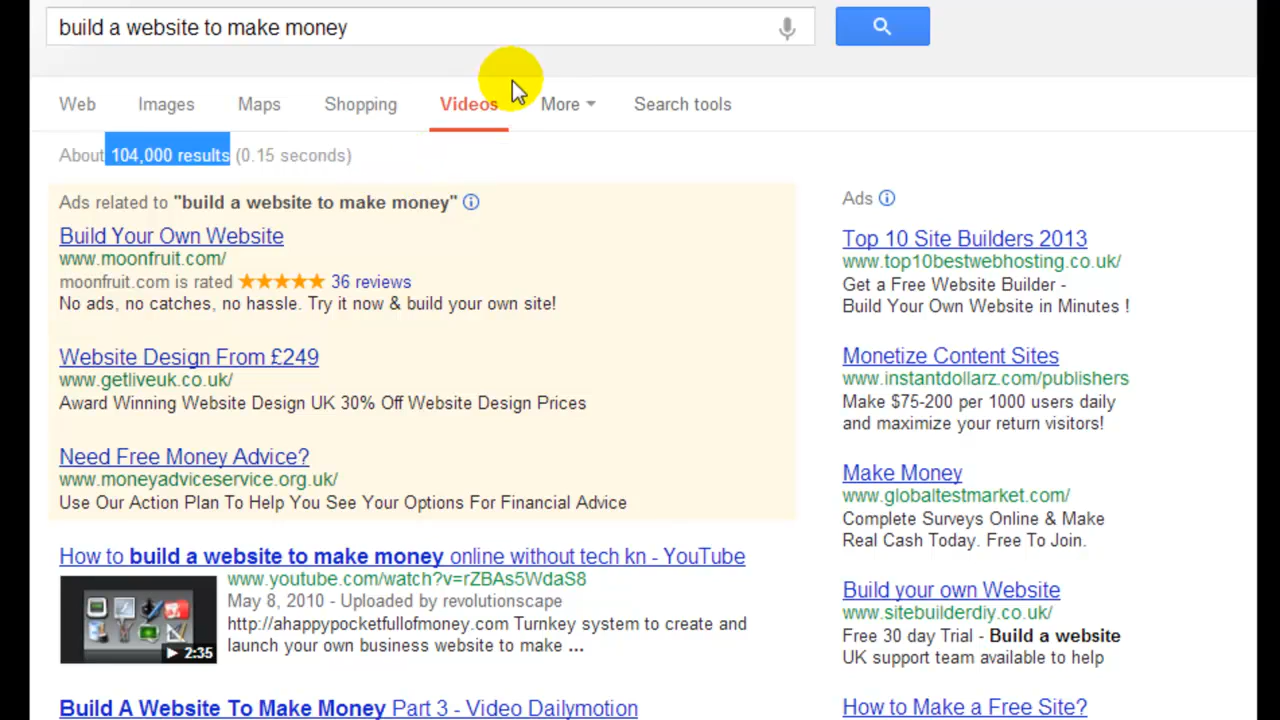 build a website to make money
Web Images Maps Shopping Videos More Search tools
About 104,000 results (0.15 seconds)
Ads related to "build a website to make money"
Build Your Own Website
www.moonfruit.com/
moonfruit.com is rated 36 reviews
No ads, no catches, no hassle. Try it now & build your own site!
Website Design From £249
www.getliveuk.co.uk/
Award Winning Website Design UK 30% Off Website Design Prices
Need Free Money Advice?
www.moneyadviceservice.org.uk/
Use Our Action Plan To Help You See Your Options For Financial Advice
How to build a website to make money online without tech kn - YouTube
www.youtube.com/watch?v=rZBAs5WdaS8
May 8, 2010 - Uploaded by revolutionscape
http://ahappypocketfullofmoney.com Turnkey system to create and
launch your own business website to make ...
2:35
Build A Website To Make Money Part 3 - Video Dailymotion
Ads
Top 10 Site Builders 2013
www.top10bestwebhosting.co.uk/
Get a Free Website Builder -
Build Your Own Website in Minutes !
Monetize Content Sites
www.instantdollarz.com/publishers
Make $75-200 per 1000 users daily
and maximize your return visitors!
Make Money
www.globaltestmarket.com/
Complete Surveys Online & Make
Real Cash Today. Free To Join.
Build your own Website
www.sitebuilderdiy.co.uk/
Free 30 day Trial - Build a website
UK support team available to help
How to Make a Free Site?